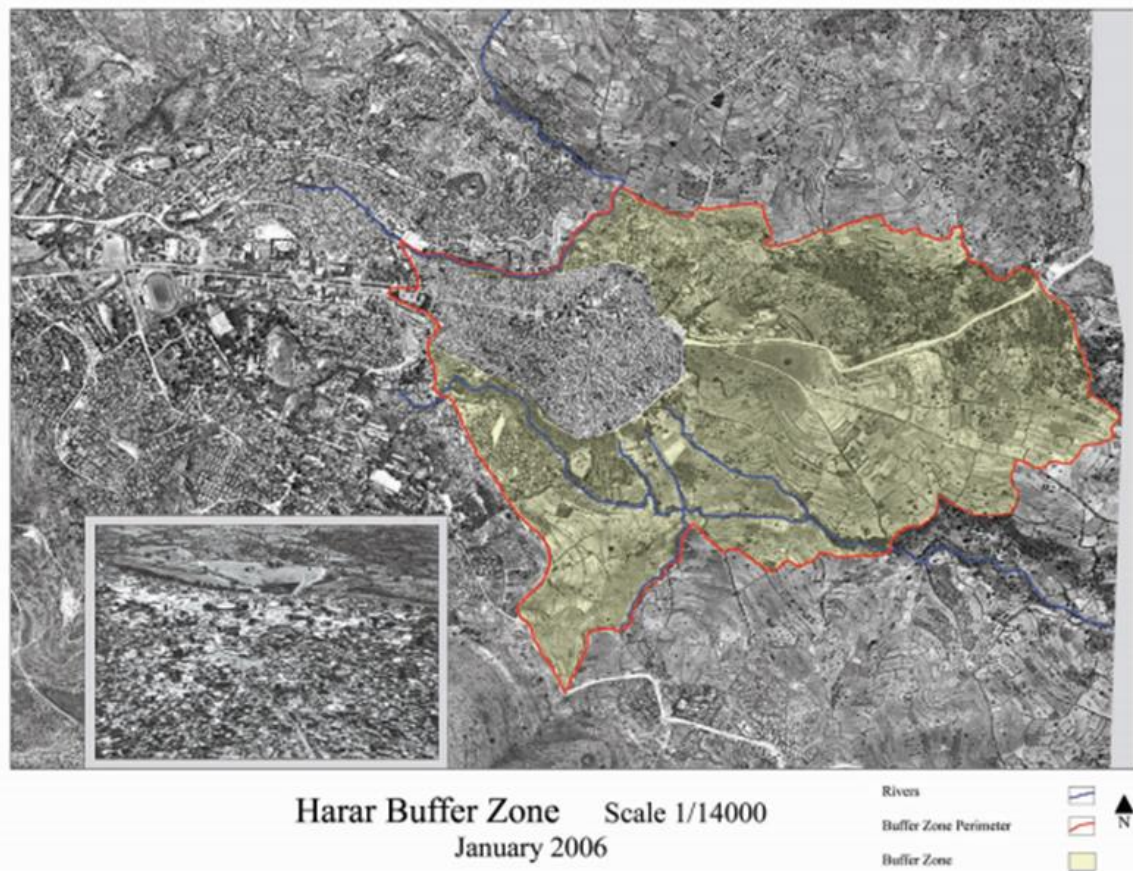 Harar Buffer Zone Scale 1/14000
January 2006
Rivers
Buffer Zone Perimeter
Buffer Zone
N